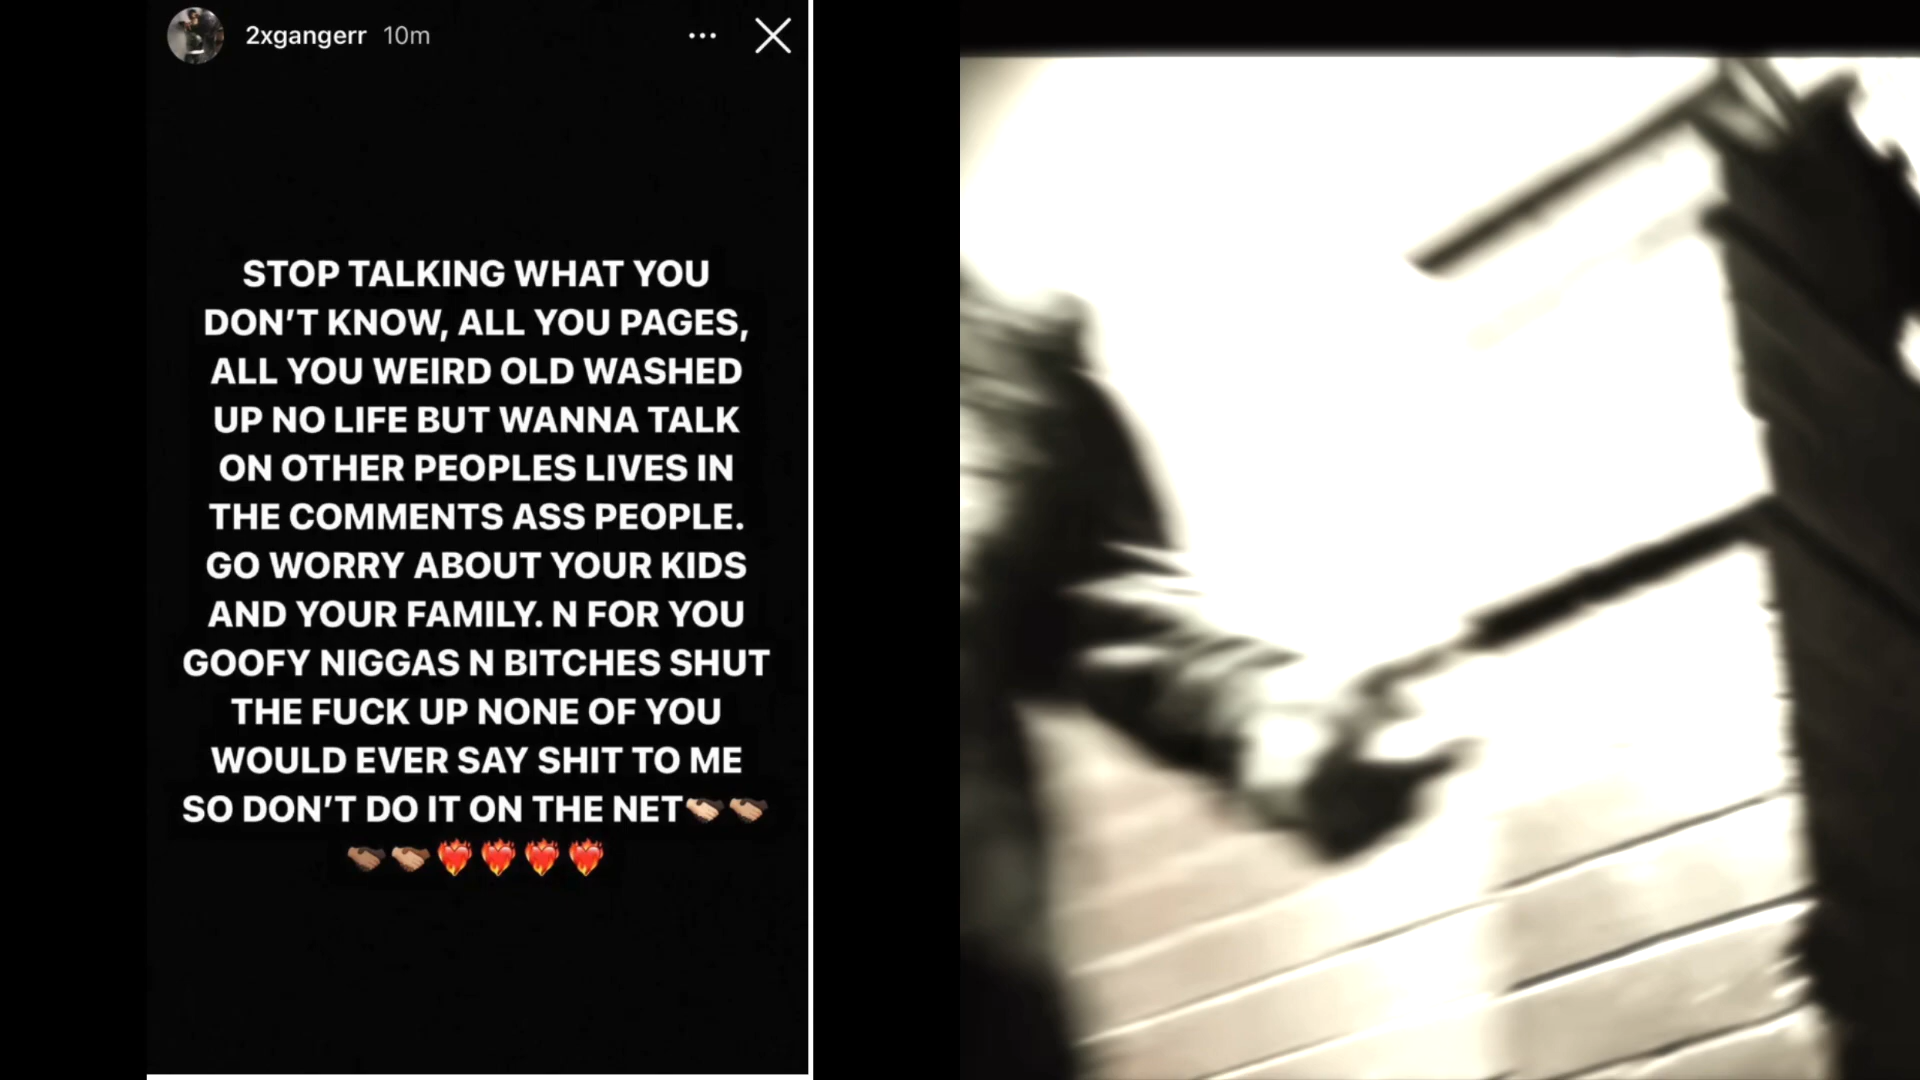 2xgangerr 10m
STOP TALKING WHAT YOU
DON'T KNOW, ALL YOU PAGES,
ALL YOU WEIRD OLD WASHED
UP NO LIFE BUT WANNA TALK
ON OTHER PEOPLES LIVES IN
THE COMMENTS ASS PEOPLE.
GO WORRY ABOUT YOUR KIDS
AND YOUR FAMILY. N FOR YOU
GOOFY NIGGAS N BITCHES SHUT
THE FUCK UP NONE OF YOU
WOULD EVER SAY SHIT TO ME
SO DON'T DO IT ON THE NET